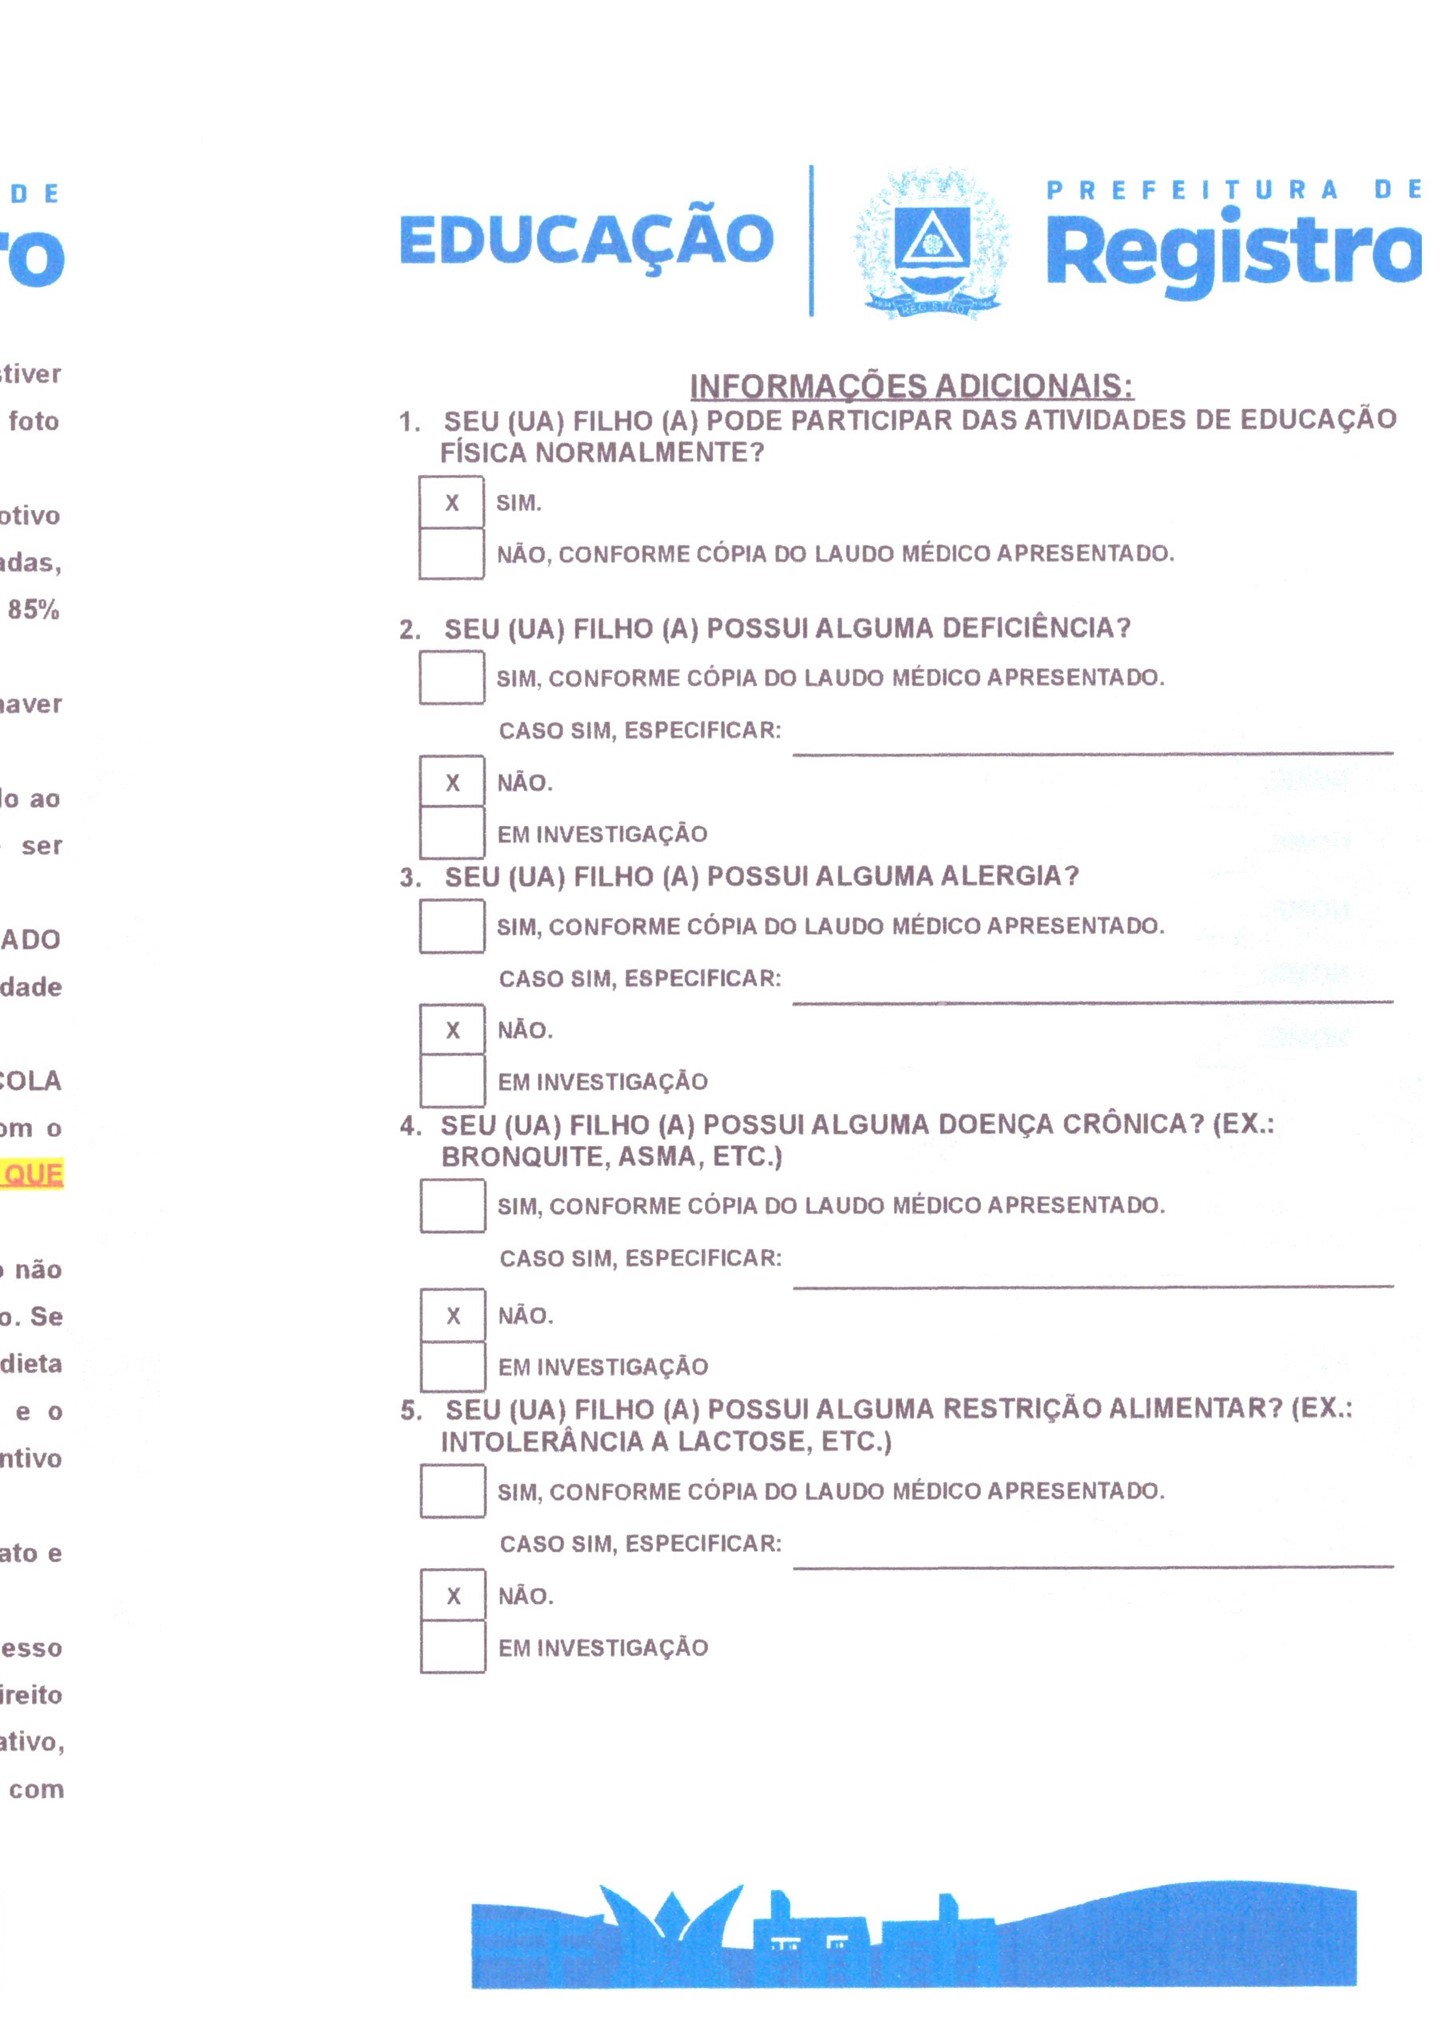 DE
ro
stiver
foto
otivo
adas,
85%
haver
do ao
ser
ADO
dade
COLA
om o
QUE
o não
o. Se
dieta
e o
ntivo
ato e
esso
ireito
ativo,
com
EDUCAÇÃO
REGISTRO
PREFEITURA DE
Registro
INFORMAÇÕES ADICIONAIS:
1. SEU (UA) FILHO (A) PODE PARTICIPAR DAS ATIVIDADES DE EDUCAÇÃO
FÍSICA NORMALMENTE?
X SIM.
NÃO, CONFORME CÓPIA DO LAUDO MÉDICO APRESENTADO.
2. SEU (UA) FILHO (A) POSSUI ALGUMA DEFICIÊNCIA?
SIM, CONFORME CÓPIA DO LAUDO MÉDICO APRESENTADO.
CASO SIM, ESPECIFICAR:
X NÃO.
EM INVESTIGAÇÃO
3. SEU (UA) FILHO (A) POSSUI ALGUMA ALERGIA?
SIM, CONFORME CÓPIA DO LAUDO MÉDICO APRESENTADO.
CASO SIM, ESPECIFICAR:
X NÃO.
EM INVESTIGAÇÃO
4. SEU (UA) FILHO (A) POSSUI ALGUMA DOENÇA CRÔNICA? (EX.:
BRONQUITE, ASMA, ETC.)
SIM, CONFORME CÓPIA DO LAUDO MÉDICO APRESENTADO.
CASO SIM, ESPECIFICAR:
X NÃO.
EM INVESTIGAÇÃO
5. SEU (UA) FILHO (A) POSSUI ALGUMA RESTRIÇÃO ALIMENTAR? (EX.:
INTOLERÂNCIA A LACTOSE, ETC.)
SIM, CONFORME CÓPIA DO LAUDO MÉDICO APRESENTADO.
CASO SIM, ESPECIFICAR:
X NÃO.
EM INVESTIGAÇÃO